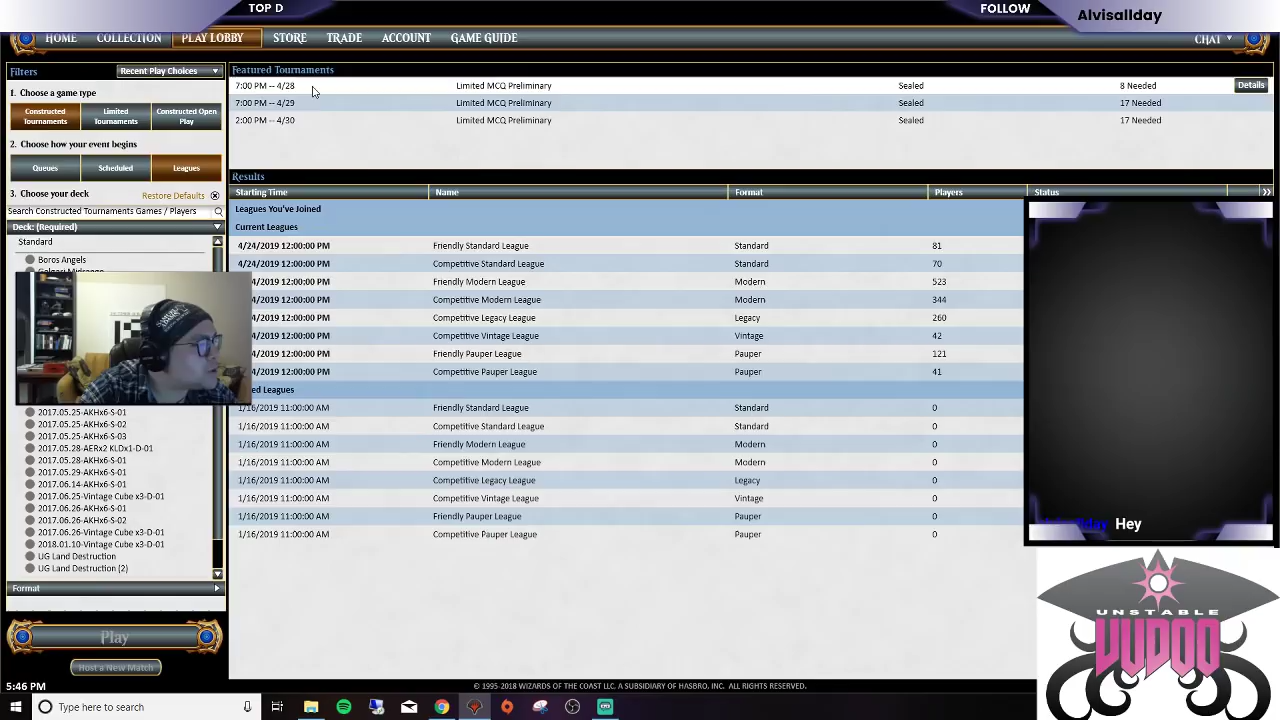 TOP D
FOLLOW
Alvisallday
HOME COLLECTION PLAY LOBBY STORE TRADE ACCOUNT GAME GUIDE CHAT
Filters
Recent Play Choices
1. Choose a game type
Constructed Tournaments
Limited Tournaments
Constructed Open Play
2. Choose how your event begins
Queues Scheduled Leagues
3. Choose your deck
Restore Defaults
Search Constructed Tournaments Games / Players
Deck: (Required)
Standard
Boros Angels
Golgari Midrange
2017.05.25-AKHx6-S-01
2017.05.25-AKHx6-S-02
2017.05.25-AKHx6-S-03
2017.05.28-AERx2 KLDx1-D-01
2017.05.28-AKHx6-S-01
2017.05.29-AKHx6-S-01
2017.06.14-AKHx6-S-01
2017.06.25-Vintage Cube x3-D-01
2017.06.26-AKHx6-S-01
2017.06.26-AKHx6-S-02
2017.06.26-Vintage Cube x3-D-01
2018.01.10-Vintage Cube x3-D-01
UG Land Destruction
UG Land Destruction (2)
Format
Play
Host a New Match
5:46 PM
Featured Tournaments
7:00 PM -- 4/28 Limited MCQ Preliminary Sealed 8 Needed Details
7:00 PM -- 4/29 Limited MCQ Preliminary Sealed 17 Needed
2:00 PM -- 4/30 Limited MCQ Preliminary Sealed 17 Needed
Results
Starting Time Name Format Players Status
Leagues You've Joined
Current Leagues
4/24/2019 12:00:00 PM Friendly Standard League Standard 81
4/24/2019 12:00:00 PM Competitive Standard League Standard 70
4/2019 12:00:00 PM Friendly Modern League Modern 523
4/2019 12:00:00 PM Competitive Modern League Modern 344
4/2019 12:00:00 PM Competitive Legacy League Legacy 260
4/2019 12:00:00 PM Competitive Vintage League Vintage 42
4/2019 12:00:00 PM Friendly Pauper League Pauper 121
4/2019 12:00:00 PM Competitive Pauper League Pauper 41
Leagues
1/16/2019 11:00:00 AM Friendly Standard League Standard 0
1/16/2019 11:00:00 AM Competitive Standard League Standard 0
1/16/2019 11:00:00 AM Friendly Modern League Modern 0
1/16/2019 11:00:00 AM Competitive Modern League Modern 0
1/16/2019 11:00:00 AM Competitive Legacy League Legacy 0
1/16/2019 11:00:00 AM Competitive Vintage League Vintage 0
1/16/2019 11:00:00 AM Friendly Pauper League Pauper 0
1/16/2019 11:00:00 AM Competitive Pauper League Pauper 0
Hey
UNSTABLE
VUDOO
© 1995-2018 WIZARDS OF THE COAST LLC, A SUBSIDIARY OF HASBRO, INC. ALL RIGHTS RESERVED.
Type here to search